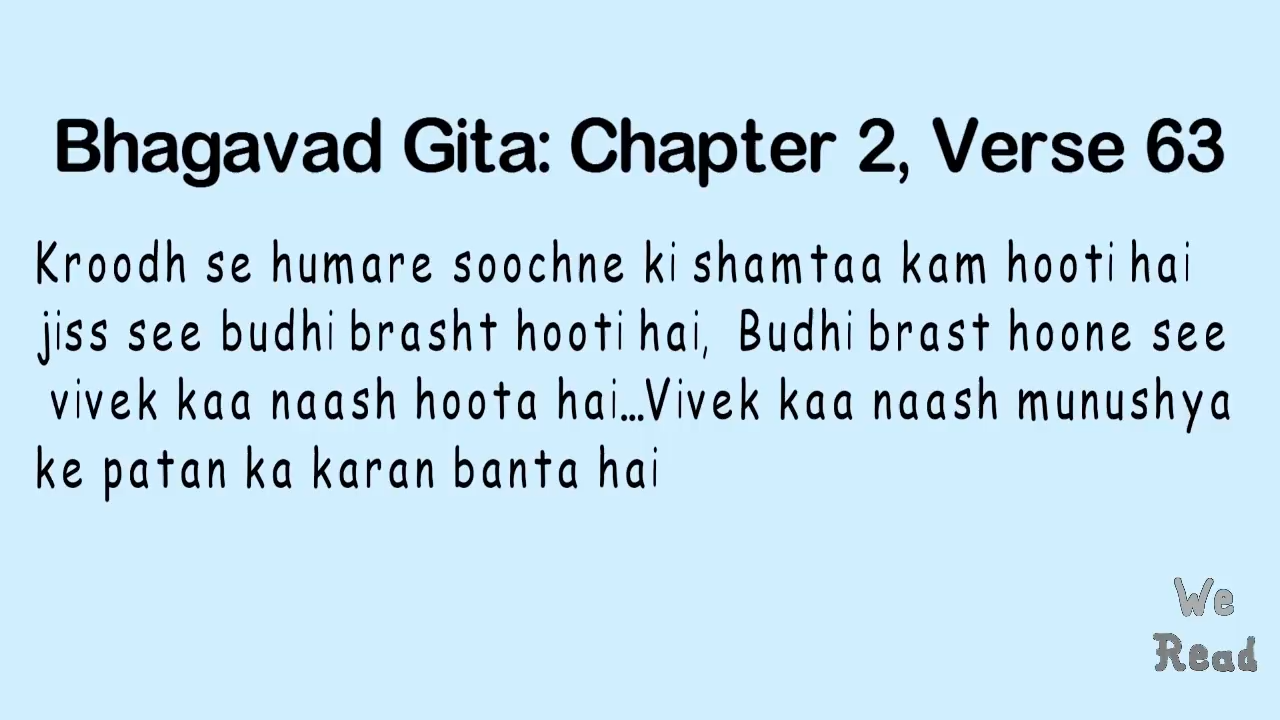 Bhagavad Gita: Chapter 2, Verse 63
Kroodh se humare soochne ki shamtaa kam hooti hai
jiss see budhi brasht hooti hai, Budhi brast hoone see
vivek kaa naash hoota hai...Vivek kaa naash munushya
ke patan ka karan banta hai
We
Read